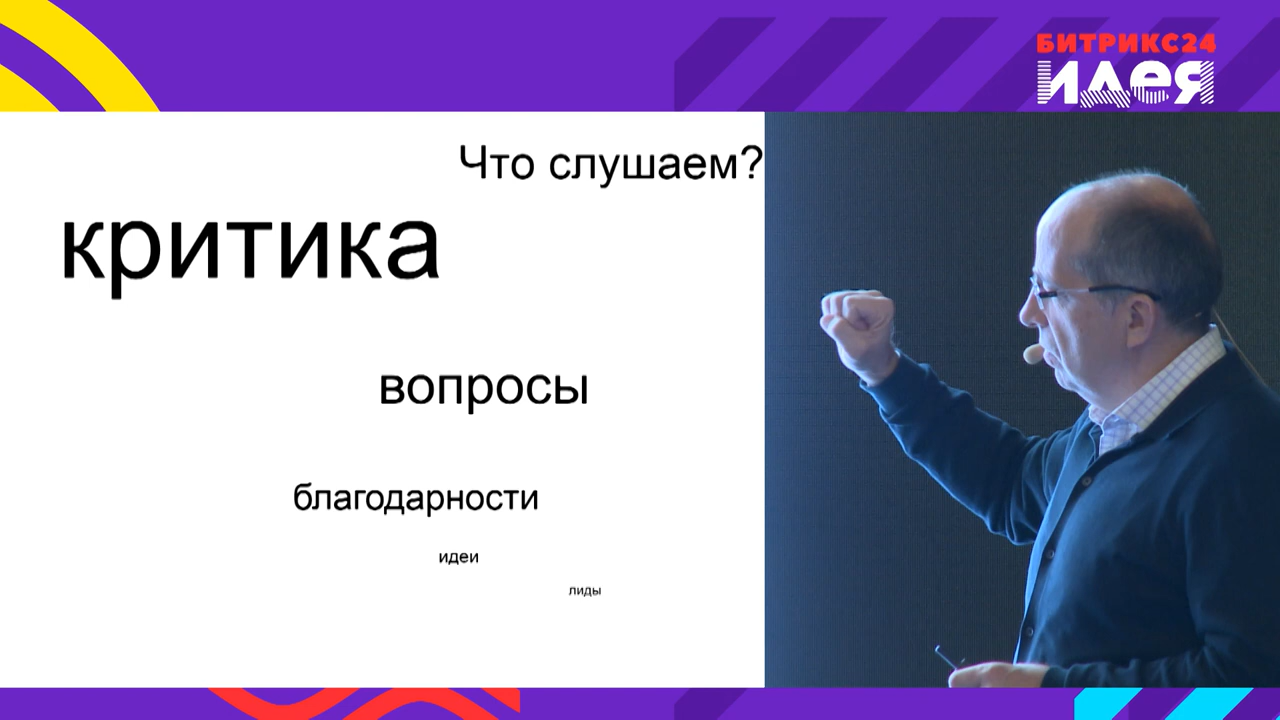 БИТРИКС24
идея
Что слушаем?
критика
вопросы
благодарности
идеи
лиды